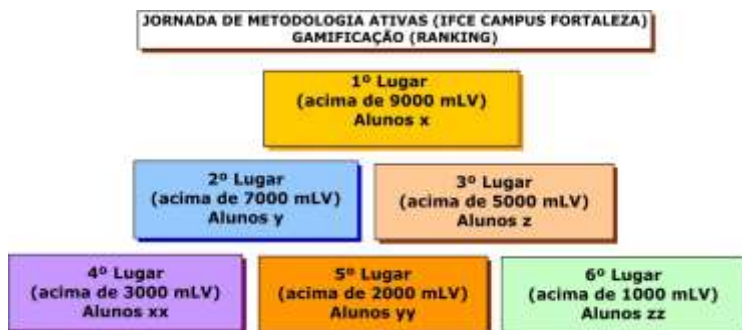 JORNADA DE METODOLOGIA ATIVAS (IFCE CAMPUS FORTALEZA)
GAMIFICAÇÃO (RANKING)
1º Lugar
(acima de 9000 mLV)
Alunos x
2º Lugar
(acima de 7000 mLV)
Alunos y
3º Lugar
(acima de 5000 mLV)
Alunos z
4º Lugar
(acima de 3000 mLV)
Alunos xx
5º Lugar
(acima de 2000 mLV)
Alunos yy
6º Lugar
(acima de 1000 mLV)
Alunos zz